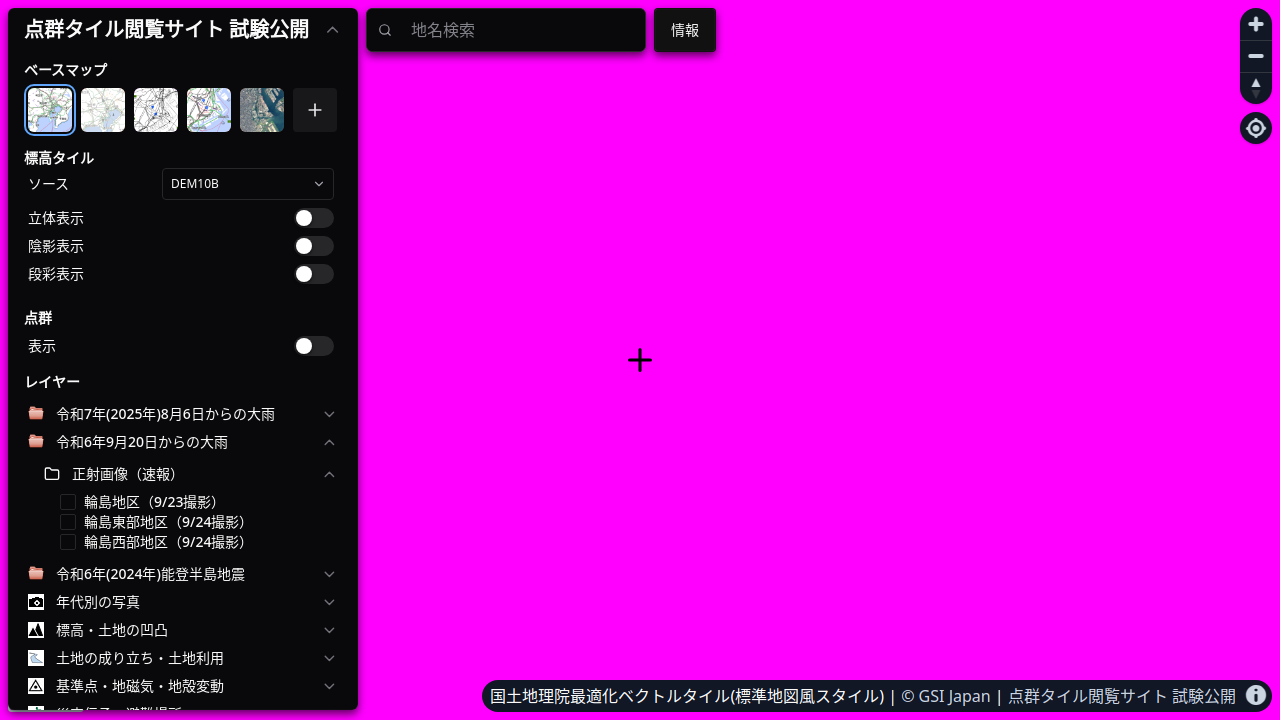 点群タイル閲覧サイト 試験公開
地名検索
情報
ベースマップ
標高タイル
ソース
DEM10B
立体表示
陰影表示
段彩表示
点群
表示
レイヤー
令和7年(2025年)8月6日からの大雨
令和6年9月20日からの大雨
正射画像（速報）
輪島地区（9/23撮影）
輪島東部地区（9/24撮影）
輪島西部地区（9/24撮影）
令和6年(2024年)能登半島地震
年代別の写真
標高・土地の凹凸
土地の成り立ち・土地利用
基準点・地磁気・地殻変動
国土地理院最適化ベクトルタイル(標準地図風スタイル) | © GSI Japan | 点群タイル閲覧サイト 試験公開